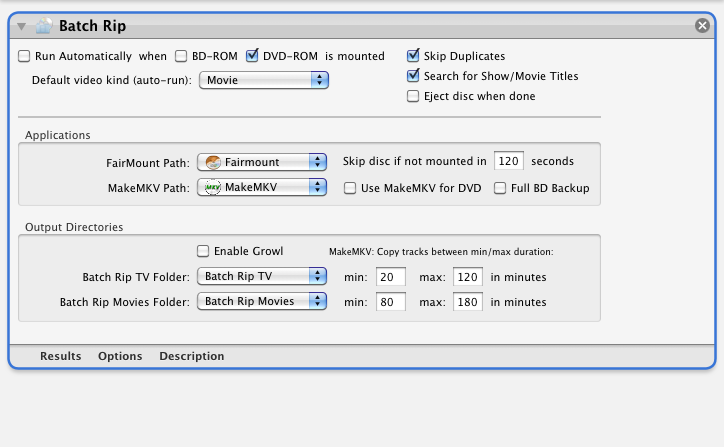 Batch Rip
Run Automatically when BD-ROM DVD-ROM is mounted Skip Duplicates
Default video kind (auto-run): Movie Search for Show/Movie Titles
Eject disc when done
Applications
FairMount Path: Fairmount Skip disc if not mounted in 120 seconds
MakeMKV Path: MKV MakeMKV Use MakeMKV for DVD Full BD Backup
Output Directories
Enable Growl MakeMKV: Copy tracks between min/max duration:
Batch Rip TV Folder: Batch Rip TV min: 20 max: 120 in minutes
Batch Rip Movies Folder: Batch Rip Movies min: 80 max: 180 in minutes
Results Options Description